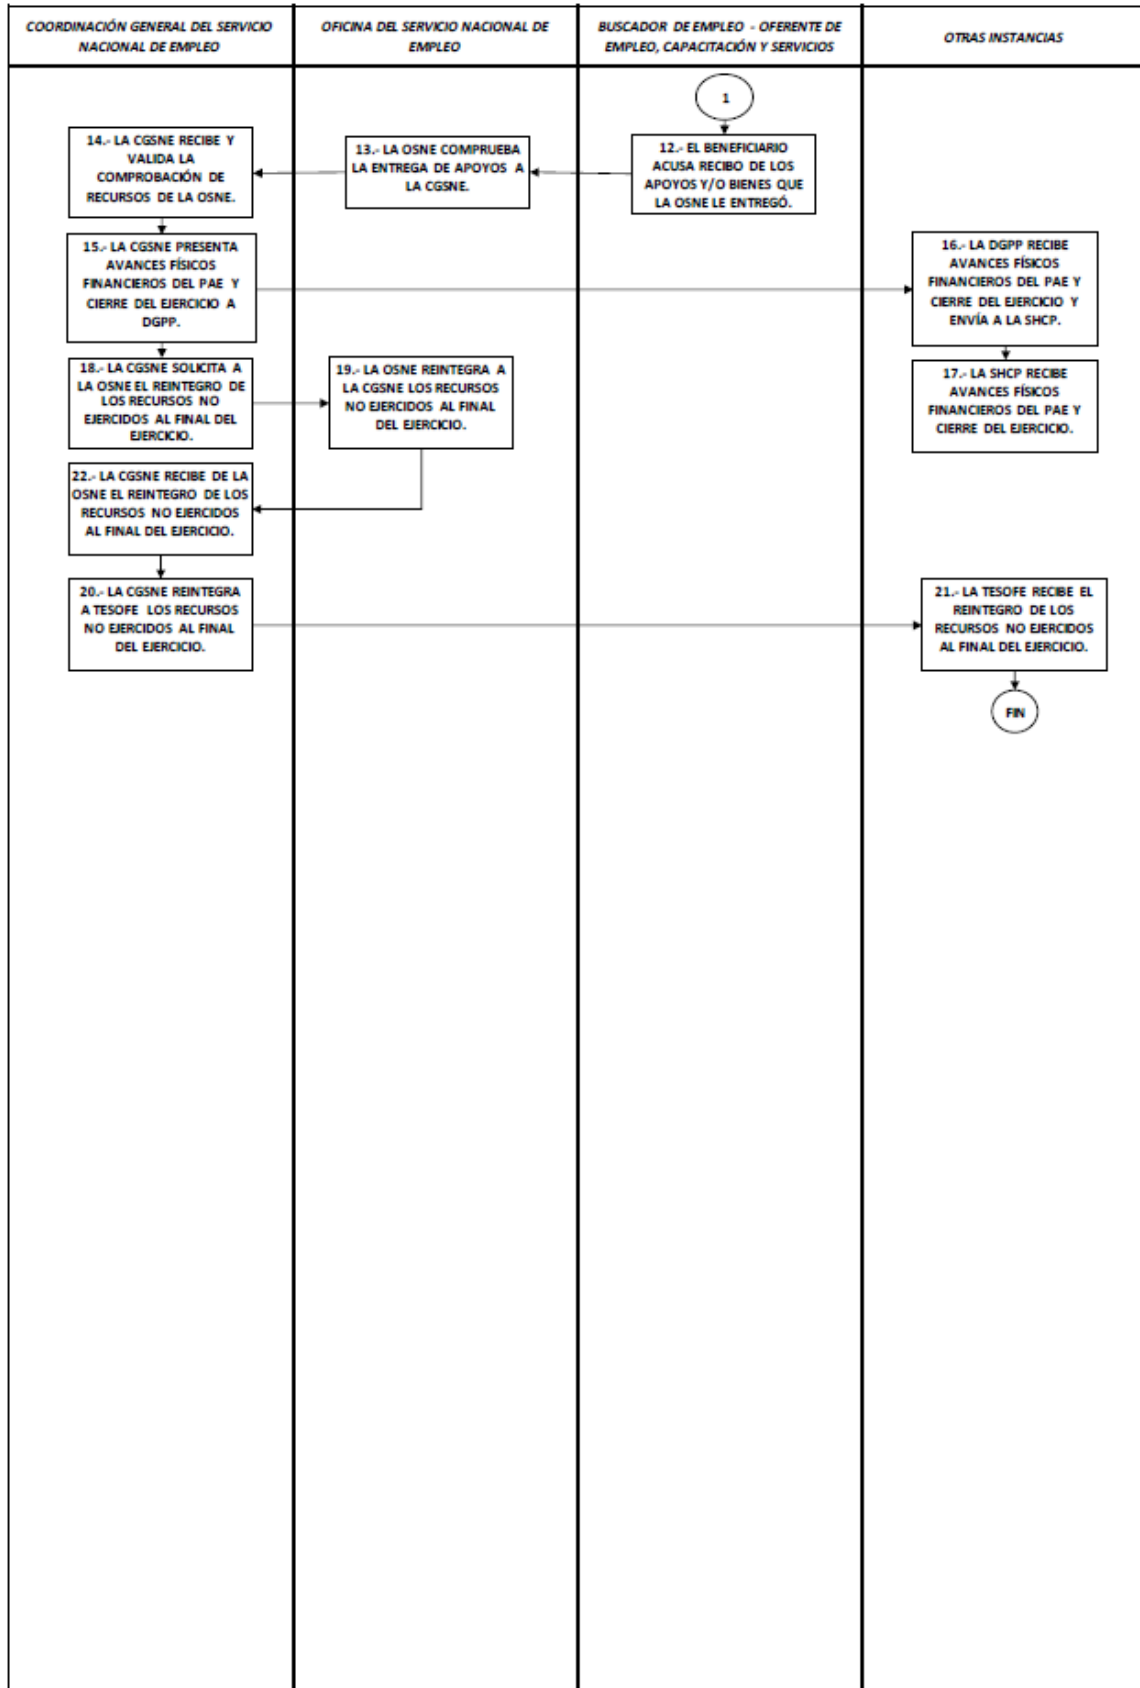 COORDINACIÓN GENERAL DEL SERVICIO
NACIONAL DE EMPLEO
OFICINA DEL SERVICIO NACIONAL DE
EMPLEO
BUSCADOR DE EMPLEO - OFERENTE DE
EMPLEO, CAPACITACIÓN Y SERVICIOS
OTRAS INSTANCIAS
1
12.- EL BENEFICIARIO
ACUSA RECIBO DE LOS
APOYOS Y/O BIENES QUE
LA OSNE LE ENTREGÓ.
13.- LA OSNE COMPRUEBA
LA ENTREGA DE APOYOS A
LA CGSNE.
14.- LA CGSNE RECIBE Y
VALIDA LA
COMPROBACIÓN DE
RECURSOS DE LA OSNE.
15.- LA CGSNE PRESENTA
AVANCES FÍSICOS
FINANCIEROS DEL PAE Y
CIERRE DEL EJERCICIO A
DGPP.
16.- LA DGPP RECIBE
AVANCES FÍSICOS
FINANCIEROS DEL PAE Y
CIERRE DEL EJERCICIO Y
ENVÍA A LA SHCP.
17.- LA SHCP RECIBE
AVANCES FÍSICOS
FINANCIEROS DEL PAE Y
CIERRE DEL EJERCICIO.
18.- LA CGSNE SOLICITA A
LA OSNE EL REINTEGRO DE
LOS RECURSOS NO
EJERCIDOS AL FINAL DEL
EJERCICIO.
19.- LA OSNE REINTEGRA A
LA CGSNE LOS RECURSOS
NO EJERCIDOS AL FINAL
DEL EJERCICIO.
22.- LA CGSNE RECIBE DE LA
OSNE EL REINTEGRO DE LOS
RECURSOS NO EJERCIDOS
AL FINAL DEL EJERCICIO.
20.- LA CGSNE REINTEGRA
A TESOFE LOS RECURSOS
NO EJERCIDOS AL FINAL
DEL EJERCICIO.
21.- LA TESOFE RECIBE EL
REINTEGRO DE LOS
RECURSOS NO EJERCIDOS
AL FINAL DEL EJERCICIO.
FIN